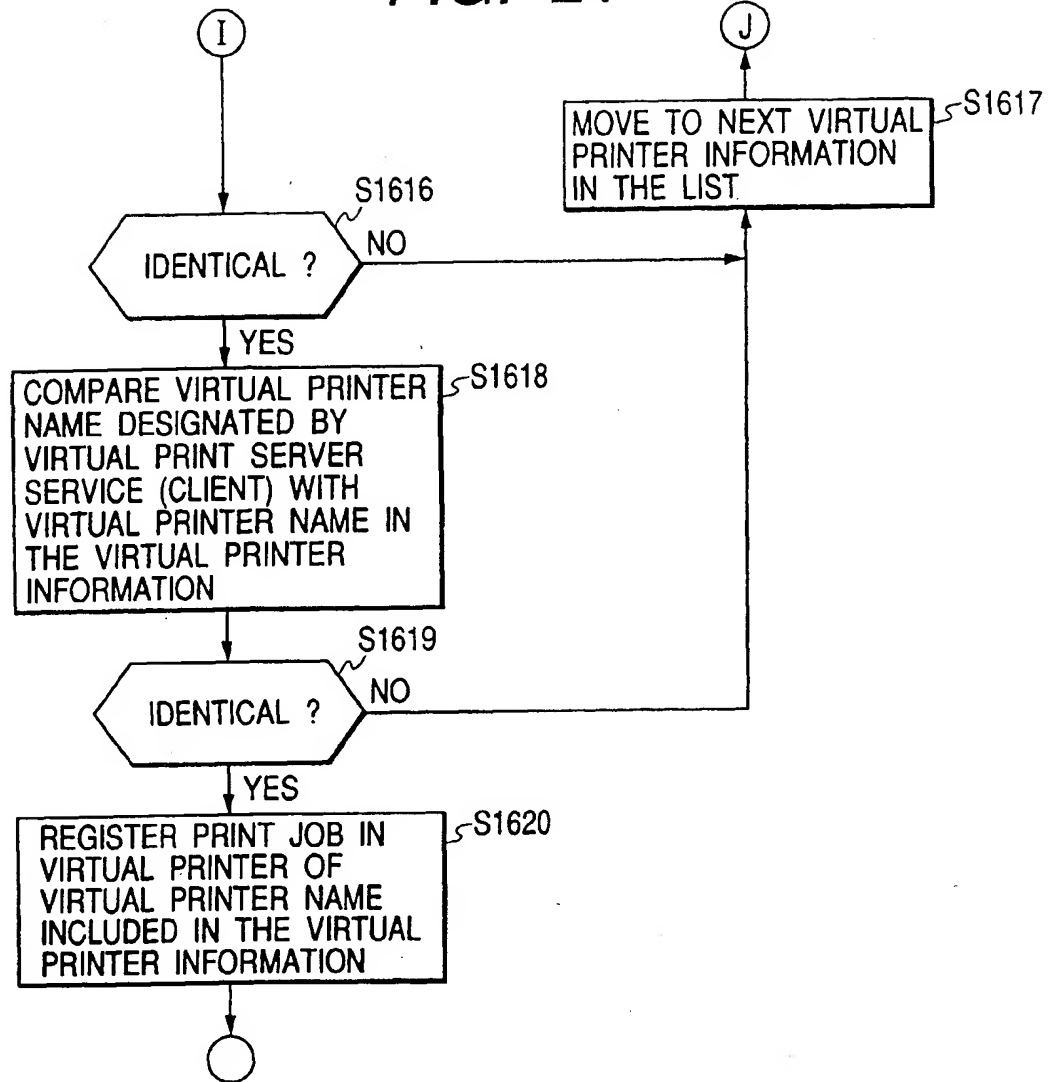 I
J
S1617
MOVE TO NEXT VIRTUAL
PRINTER INFORMATION
IN THE LIST
S1616
IDENTICAL ?
NO
YES
S1618
COMPARE VIRTUAL PRINTER
NAME DESIGNATED BY
VIRTUAL PRINT SERVER
SERVICE (CLIENT) WITH
VIRTUAL PRINTER NAME IN
THE VIRTUAL PRINTER
INFORMATION
S1619
IDENTICAL ?
NO
YES
S1620
REGISTER PRINT JOB IN
VIRTUAL PRINTER OF
VIRTUAL PRINTER NAME
INCLUDED IN THE VIRTUAL
PRINTER INFORMATION